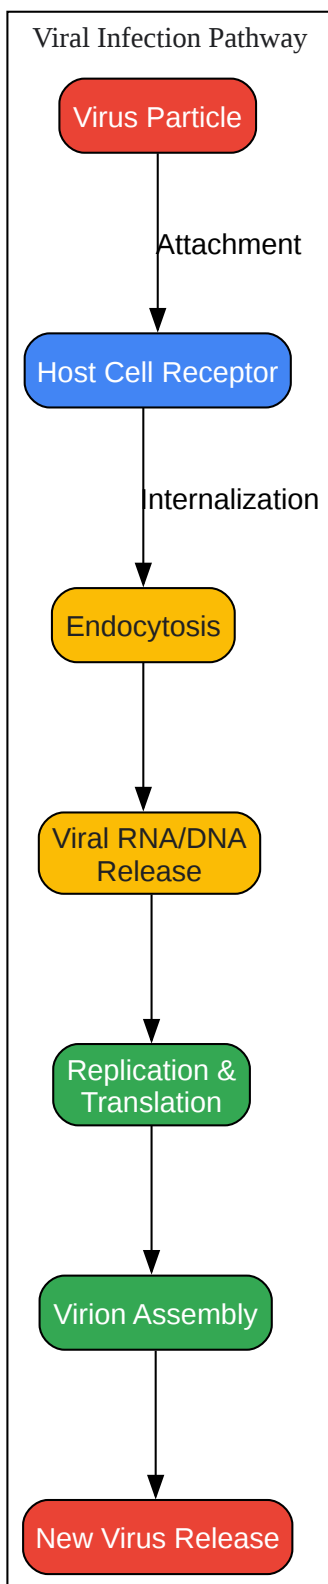 Viral Infection Pathway
Virus Particle
Attachment
Host Cell Receptor
Internalization
Endocytosis
Viral RNA/DNA
Release
Replication &
Translation
Virion Assembly
New Virus Release